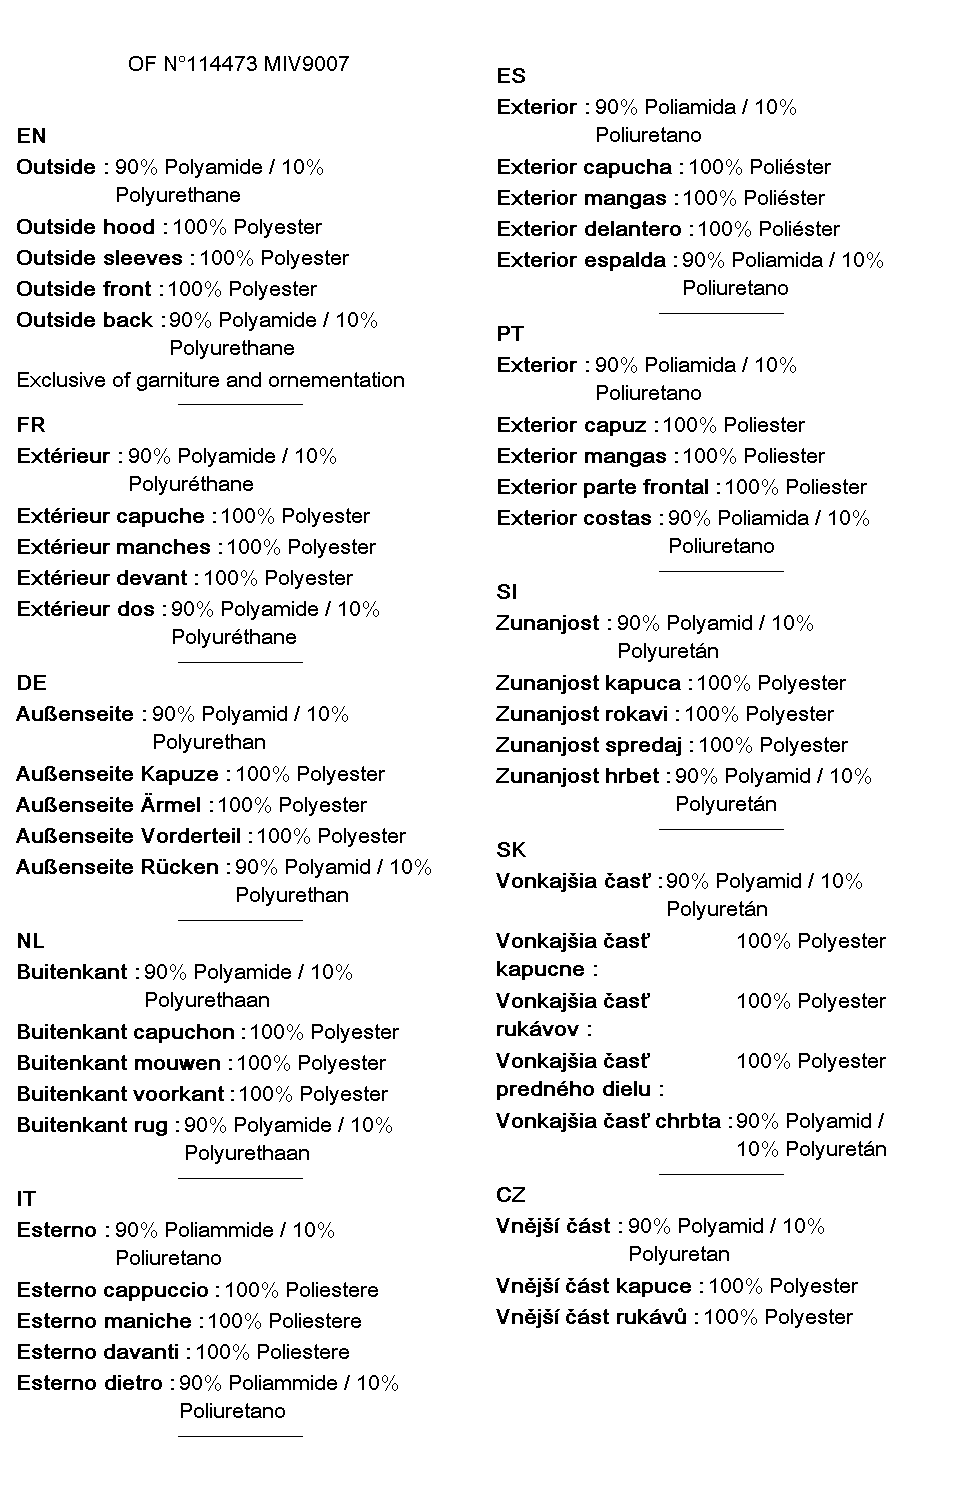 OF N°114473 MIV9007
EN
Outside : 90% Polyamide / 10%
Polyurethane
Outside hood : 100% Polyester
Outside sleeves : 100% Polyester
Outside front : 100% Polyester
Outside back : 90% Polyamide / 10%
Polyurethane
Exclusive of garniture and ornementation
FR
Extérieur : 90% Polyamide / 10%
Polyuréthane
Extérieur capuche : 100% Polyester
Extérieur manches : 100% Polyester
Extérieur devant : 100% Polyester
Extérieur dos : 90% Polyamide / 10%
Polyuréthane
DE
Außenseite : 90% Polyamid / 10%
Polyurethan
Außenseite Kapuze : 100% Polyester
Außenseite Ärmel : 100% Polyester
Außenseite Vorderteil : 100% Polyester
Außenseite Rücken : 90% Polyamid / 10%
Polyurethan
NL
Buitenkant : 90% Polyamide / 10%
Polyurethaan
Buitenkant capuchon : 100% Polyester
Buitenkant mouwen : 100% Polyester
Buitenkant voorkant : 100% Polyester
Buitenkant rug : 90% Polyamide / 10%
Polyurethaan
IT
Esterno : 90% Poliammide / 10%
Poliuretano
Esterno cappuccio : 100% Poliestere
Esterno maniche : 100% Poliestere
Esterno davanti : 100% Poliestere
Esterno dietro : 90% Poliammide / 10%
Poliuretano
ES
Exterior : 90% Poliamida / 10%
Poliuretano
Exterior capucha : 100% Poliéster
Exterior mangas : 100% Poliéster
Exterior delantero : 100% Poliéster
Exterior espalda : 90% Poliamida / 10%
Poliuretano
PT
Exterior : 90% Poliamida / 10%
Poliuretano
Exterior capuz : 100% Poliester
Exterior mangas : 100% Poliester
Exterior parte frontal : 100% Poliester
Exterior costas : 90% Poliamida / 10%
Poliuretano
SI
Zunanjost : 90% Polyamid / 10%
Polyuretán
Zunanjost kapuca : 100% Polyester
Zunanjost rokavi : 100% Polyester
Zunanjost spredaj : 100% Polyester
Zunanjost hrbet : 90% Polyamid / 10%
Polyuretán
SK
Vonkajšia časť : 90% Polyamid / 10%
Polyuretán
Vonkajšia časť 100% Polyester
kapucne :
Vonkajšia časť 100% Polyester
rukávov :
Vonkajšia časť 100% Polyester
predného dielu :
Vonkajšia časť chrbta : 90% Polyamid /
10% Polyuretán
CZ
Vnější část : 90% Polyamid / 10%
Polyuretan
Vnější část kapuce : 100% Polyester
Vnější část rukávů : 100% Polyester